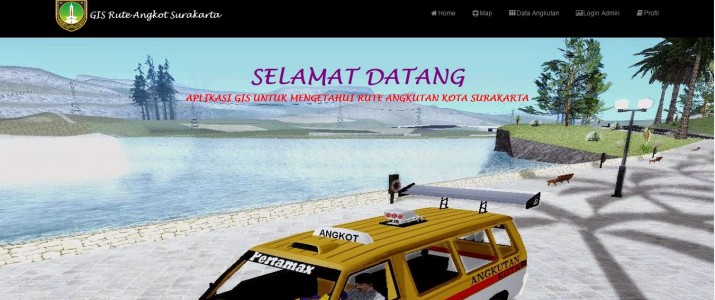 GIS Rute Angkot Surakarta
Home Map Data Angkutan Login Admin Profil
SELAMAT DATANG
APLIKASI GIS UNTUK MENGETAHUI RUTE ANGKUTAN KOTA SURAKARTA
ANGKOT
Pertamax
ANGKUTAN